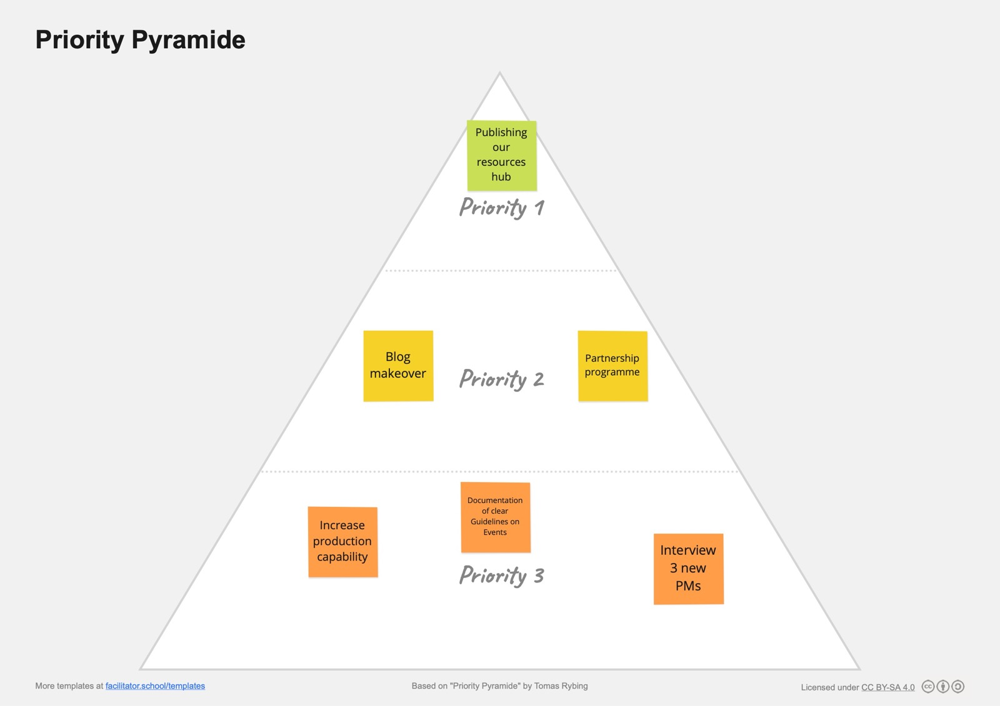 Priority Pyramide
Publishing
our
resources
hub
Priority 1
Blog
makeover
Priority 2
Partnership
programme
Increase
production
capability
Documentation
of clear
Guidelines on
Events
Priority 3
Interview
3 new
PMs
More templates at facilitator.school/templates
Based on "Priority Pyramide" by Tomas Rybing
Licensed under CC BY-SA 4.0
cc